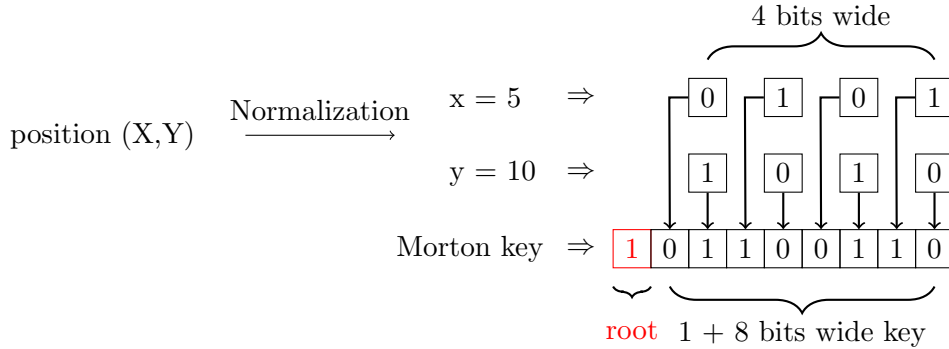 4 bits wide
x = 5 ⇒ 0 1 0 1
position (X,Y) Normalization
y = 10 ⇒ 1 0 1 0
Morton key ⇒ 1 0 1 1 0 0 1 1 0
root 1 + 8 bits wide key